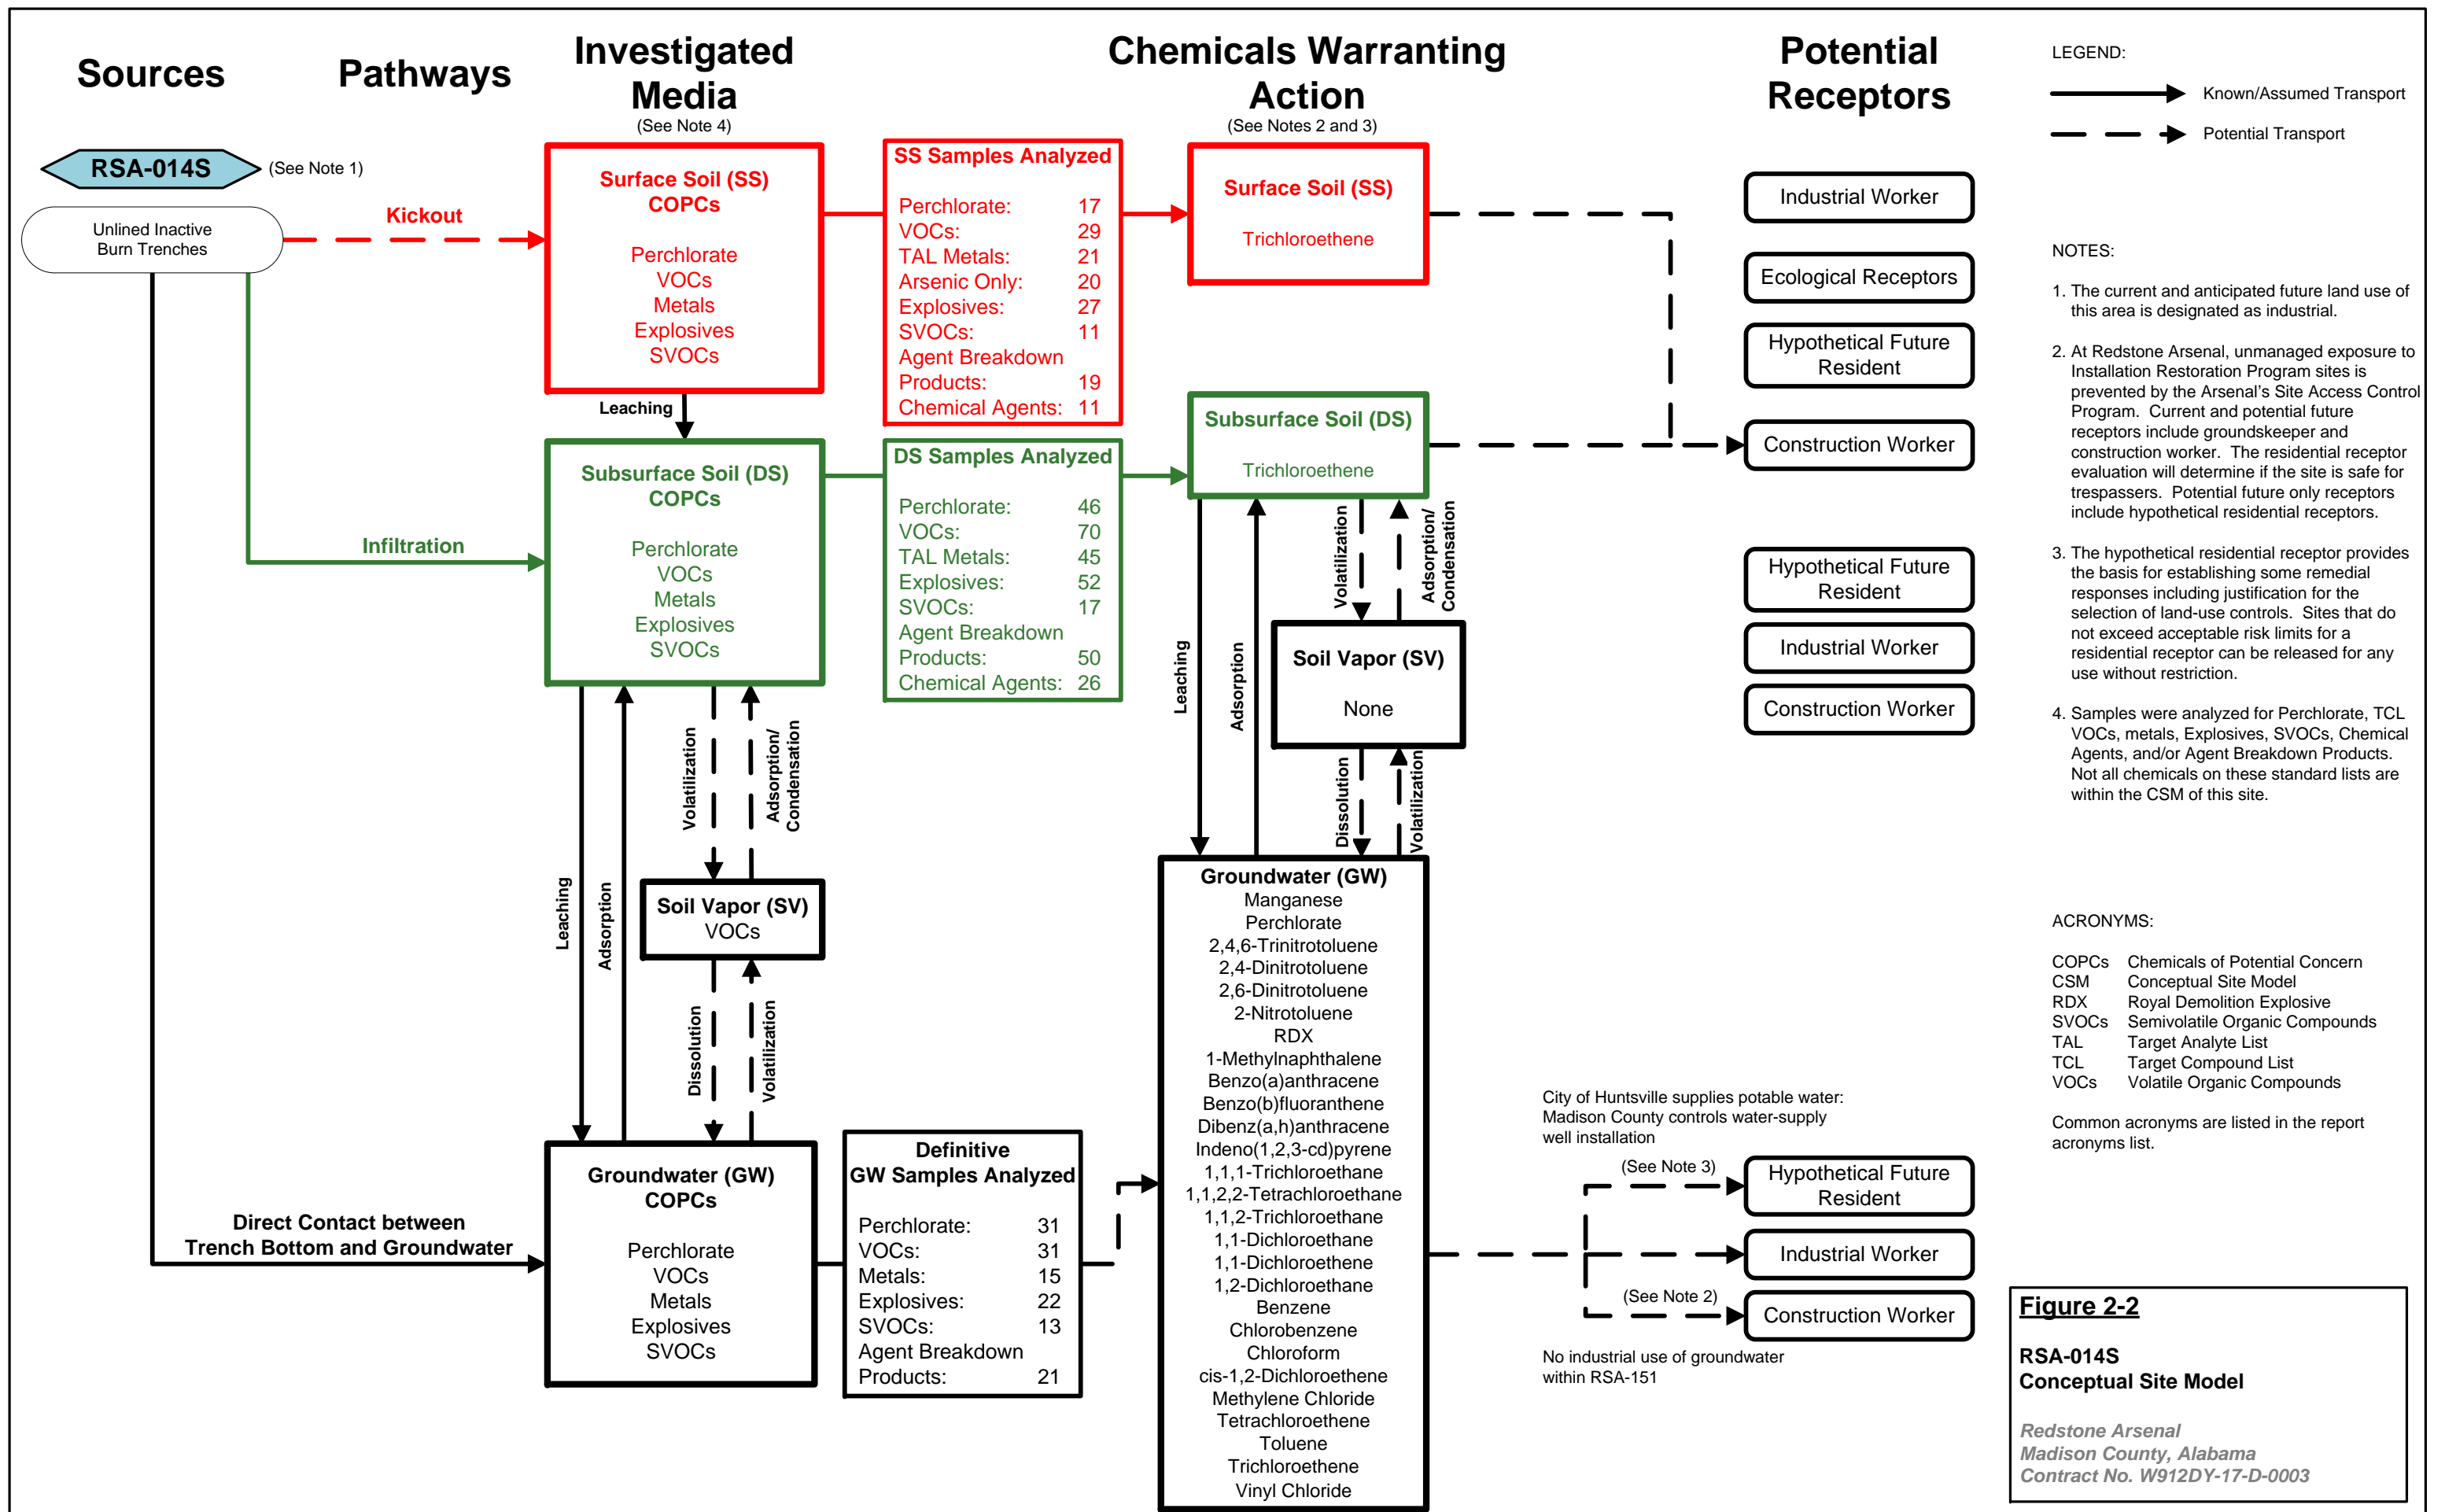 Sources
Pathways
Investigated
Media
(See Note 4)
Chemicals Warranting
Action
(See Notes 2 and 3)
Potential
Receptors
RSA-014S
(See Note 1)
Unlined Inactive
Burn Trenches
Kickout
Infiltration
Direct Contact between
Trench Bottom and Groundwater
Surface Soil (SS)
COPCs
Perchlorate
VOCs
Metals
Explosives
SVOCs
Leaching
Subsurface Soil (DS)
COPCs
Perchlorate
VOCs
Metals
Explosives
SVOCs
Leaching
Adsorption
Volatilization
Adsorption/
Condensation
Soil Vapor (SV)
VOCs
Dissolution
Volatilization
Groundwater (GW)
COPCs
Perchlorate
VOCs
Metals
Explosives
SVOCs
SS Samples Analyzed
Perchlorate: 17
VOCs: 29
TAL Metals: 21
Arsenic Only: 20
Explosives: 27
SVOCs: 11
Agent Breakdown
Products: 19
Chemical Agents: 11
DS Samples Analyzed
Perchlorate: 46
VOCs: 70
TAL Metals: 45
Explosives: 52
SVOCs: 17
Agent Breakdown
Products: 50
Chemical Agents: 26
Definitive
GW Samples Analyzed
Perchlorate: 31
VOCs: 31
Metals: 15
Explosives: 22
SVOCs: 13
Agent Breakdown
Products: 21
Surface Soil (SS)
Trichloroethene
Subsurface Soil (DS)
Trichloroethene
Leaching
Adsorption
Volatilization
Adsorption/
Condensation
Soil Vapor (SV)
None
Dissolution
Volatilization
Groundwater (GW)
Manganese
Perchlorate
2,4,6-Trinitrotoluene
2,4-Dinitrotoluene
2,6-Dinitrotoluene
2-Nitrotoluene
RDX
1-Methylnaphthalene
Benzo(a)anthracene
Benzo(b)fluoranthene
Dibenz(a,h)anthracene
Indeno(1,2,3-cd)pyrene
1,1,1-Trichloroethane
1,1,2,2-Tetrachloroethane
1,1,2-Trichloroethane
1,1-Dichloroethane
1,1-Dichloroethene
1,2-Dichloroethane
Benzene
Chlorobenzene
Chloroform
cis-1,2-Dichloroethene
Methylene Chloride
Tetrachloroethene
Toluene
Trichloroethene
Vinyl Chloride
Industrial Worker
Ecological Receptors
Hypothetical Future
Resident
Construction Worker
Hypothetical Future
Resident
Industrial Worker
Construction Worker
City of Huntsville supplies potable water:
Madison County controls water-supply
well installation
(See Note 3)
Hypothetical Future
Resident
Industrial Worker
(See Note 2)
Construction Worker
No industrial use of groundwater
within RSA-151
LEGEND:
Known/Assumed Transport
Potential Transport
NOTES:
1. The current and anticipated future land use of
this area is designated as industrial.
2. At Redstone Arsenal, unmanaged exposure to
Installation Restoration Program sites is
prevented by the Arsenal's Site Access Control
Program. Current and potential future
receptors include groundskeeper and
construction worker. The residential receptor
evaluation will determine if the site is safe for
trespassers. Potential future only receptors
include hypothetical residential receptors.
3. The hypothetical residential receptor provides
the basis for establishing some remedial
responses including justification for the
selection of land-use controls. Sites that do
not exceed acceptable risk limits for a
residential receptor can be released for any
use without restriction.
4. Samples were analyzed for Perchlorate, TCL
VOCs, metals, Explosives, SVOCs, Chemical
Agents, and/or Agent Breakdown Products.
Not all chemicals on these standard lists are
within the CSM of this site.
ACRONYMS:
COPCs Chemicals of Potential Concern
CSM Conceptual Site Model
RDX Royal Demolition Explosive
SVOCs Semivolatile Organic Compounds
TAL Target Analyte List
TCL Target Compound List
VOCs Volatile Organic Compounds
Common acronyms are listed in the report
acronyms list.
Figure 2-2
RSA-014S
Conceptual Site Model
Redstone Arsenal
Madison County, Alabama
Contract No. W912DY-17-D-0003